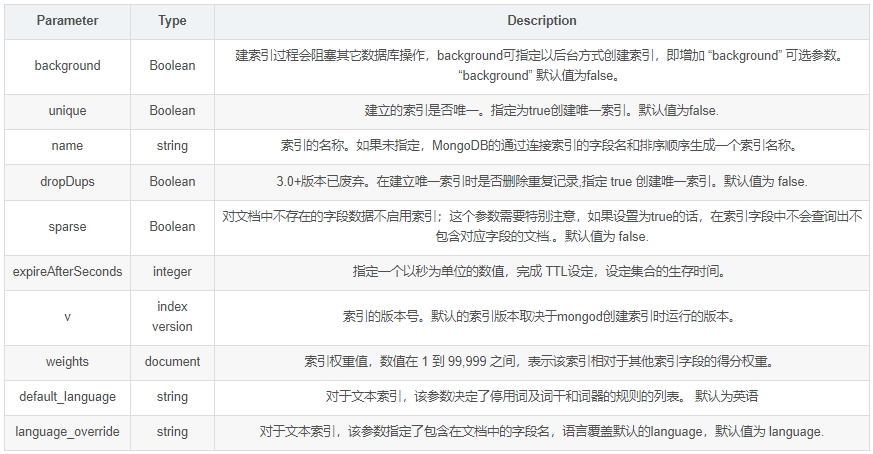 Parameter Type Description
建索引过程会阻塞其它数据库操作，background可指定以后台方式创建索引，即增加 “background” 可选参数。
background Boolean
“background” 默认值为false。
unique Boolean 建立的索引是否唯一。指定为true创建唯一索引。默认值为false.
name string 索引的名称。如果未指定，MongoDB的通过连接索引的字段名和排序顺序生成一个索引名称。
dropDups Boolean 3.0+版本已废弃。在建立唯一索引时是否删除重复记录,指定 true 创建唯一索引。默认值为 false.
对文档中不存在的字段数据不启用索引；这个参数需要特别注意，如果设置为true的话，在索引字段中不会查询出不
sparse Boolean
包含对应字段的文档.。默认值为 false.
expireAfterSeconds integer 指定一个以秒为单位的数值，完成 TTL设定，设定集合的生存时间。
index
v 索引的版本号。默认的索引版本取决于mongod创建索引时运行的版本。
version
weights document 索引权重值，数值在 1 到 99,999 之间，表示该索引相对于其他索引字段的得分权重。
default_language string 对于文本索引，该参数决定了停用词及词干和词器的规则的列表。 默认为英语
language_override string 对于文本索引，该参数指定了包含在文档中的字段名，语言覆盖默认的language，默认值为 language.